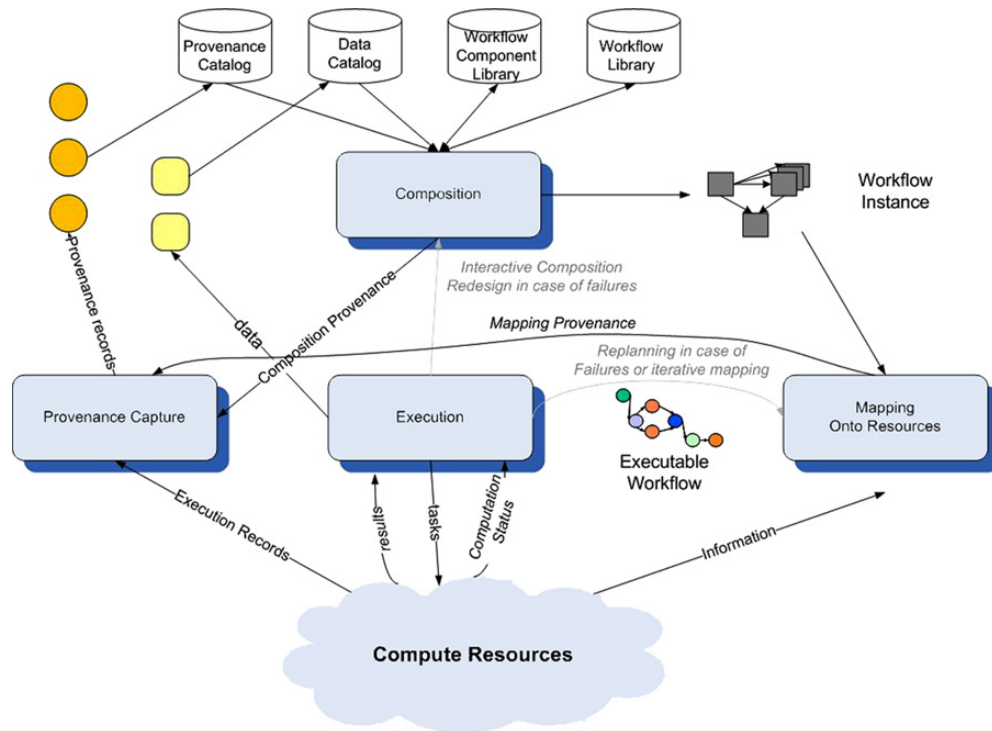 Provenance
Catalog
Data
Catalog
Workflow
Component
Library
Workflow
Library
Composition
Workflow
Instance
Provenance records
data
Composition Provenance
Interactive Composition
Redesign in case of failures
Mapping Provenance
Replanning in case of
Failures or iterative mapping
Provenance Capture
Execution
Mapping
Onto Resources
Executable
Workflow
Execution Records
results
tasks
Computation
Status
Information
Compute Resources